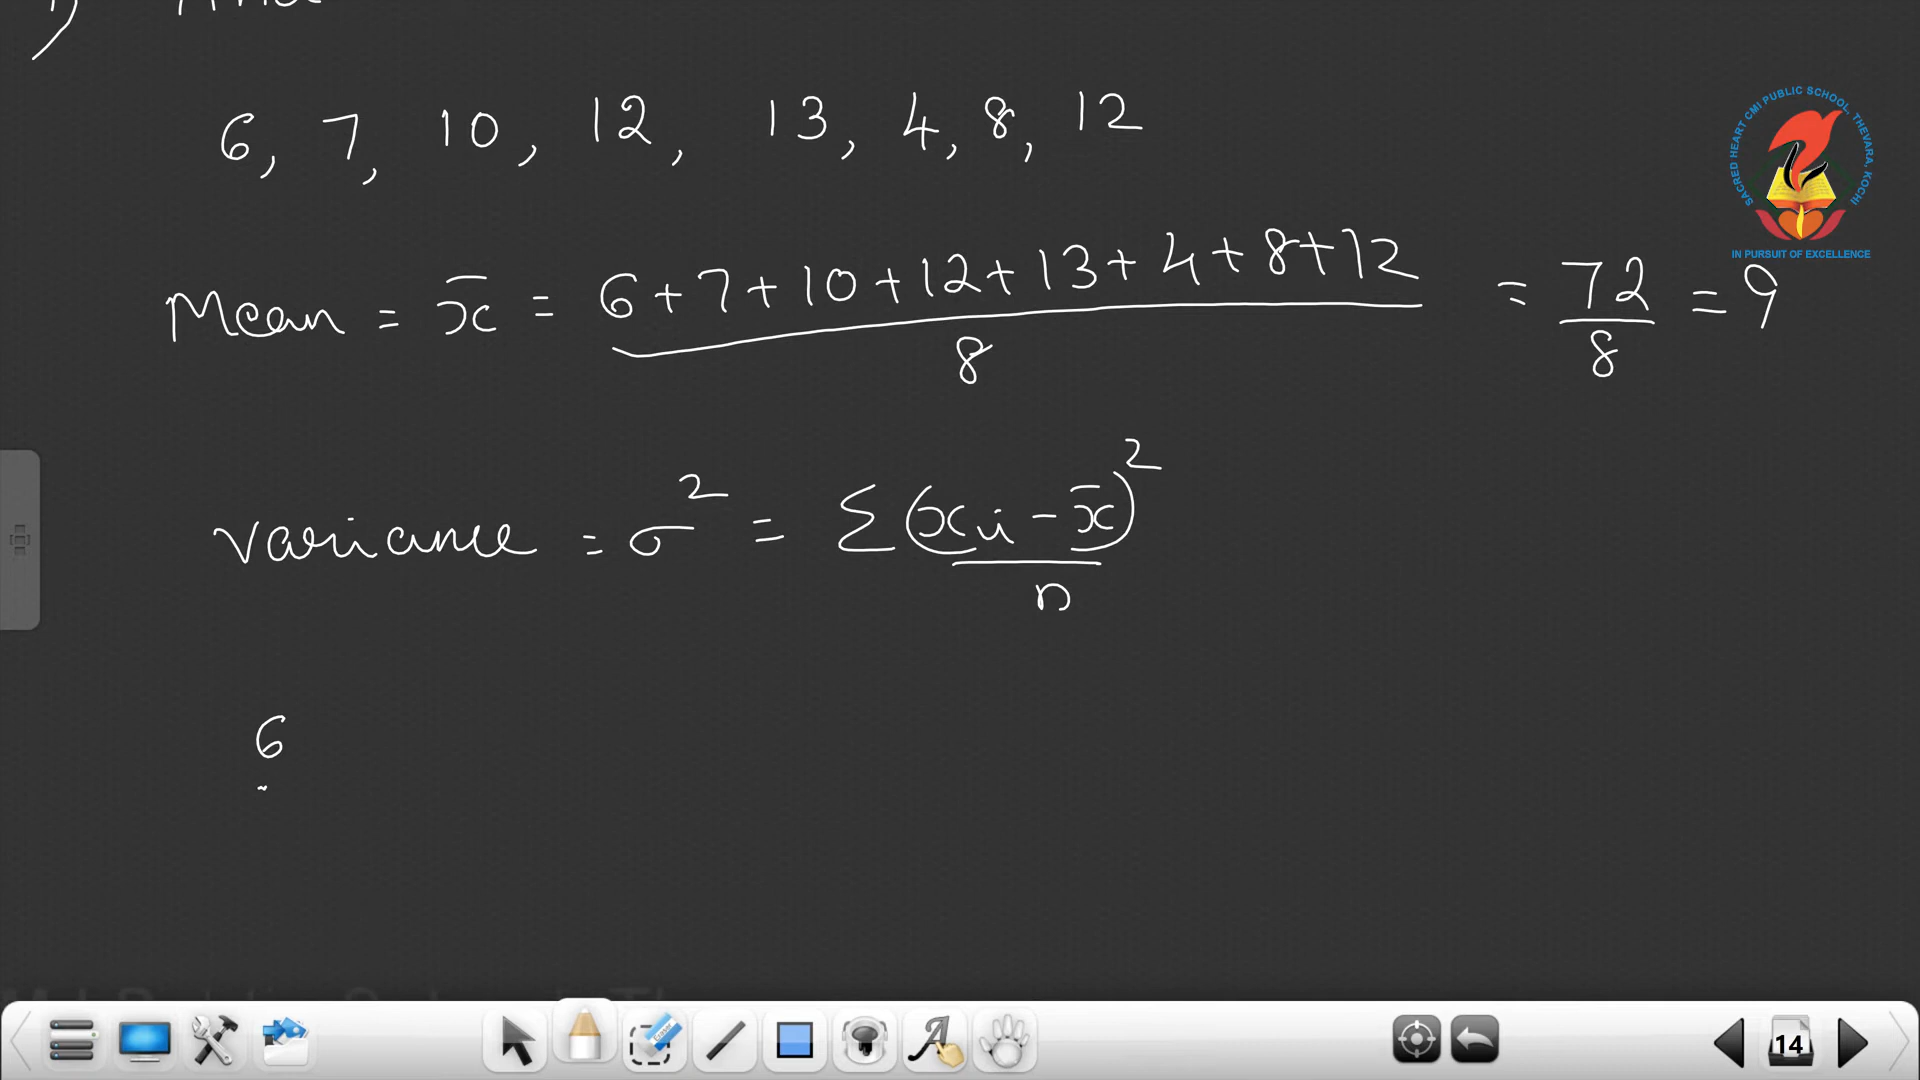 1)
6, 7, 10, 12, 13, 4, 8, 12
SACRED HEART CMI PUBLIC SCHOOL, THEVARA, KOCHI
IN PURSUIT OF EXCELLENCE
Mean = x̄ = (6+7+10+12+13+4+8+12)/8 = 72/8 = 9
variance = σ² = Σ(xi - x̄)²/n
6
14